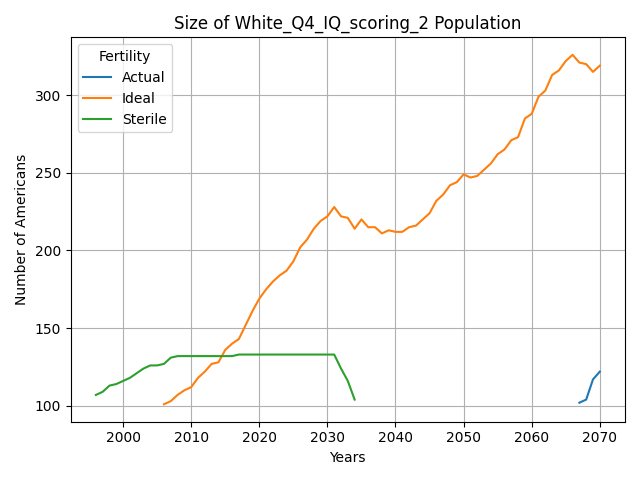 Size of White_Q4_IQ_scoring_2 Population
Fertility
Actual
Ideal
Sterile
Number of Americans
300
250
200
150
100
2000
2010
2020
2030
2040
2050
2060
2070
Years